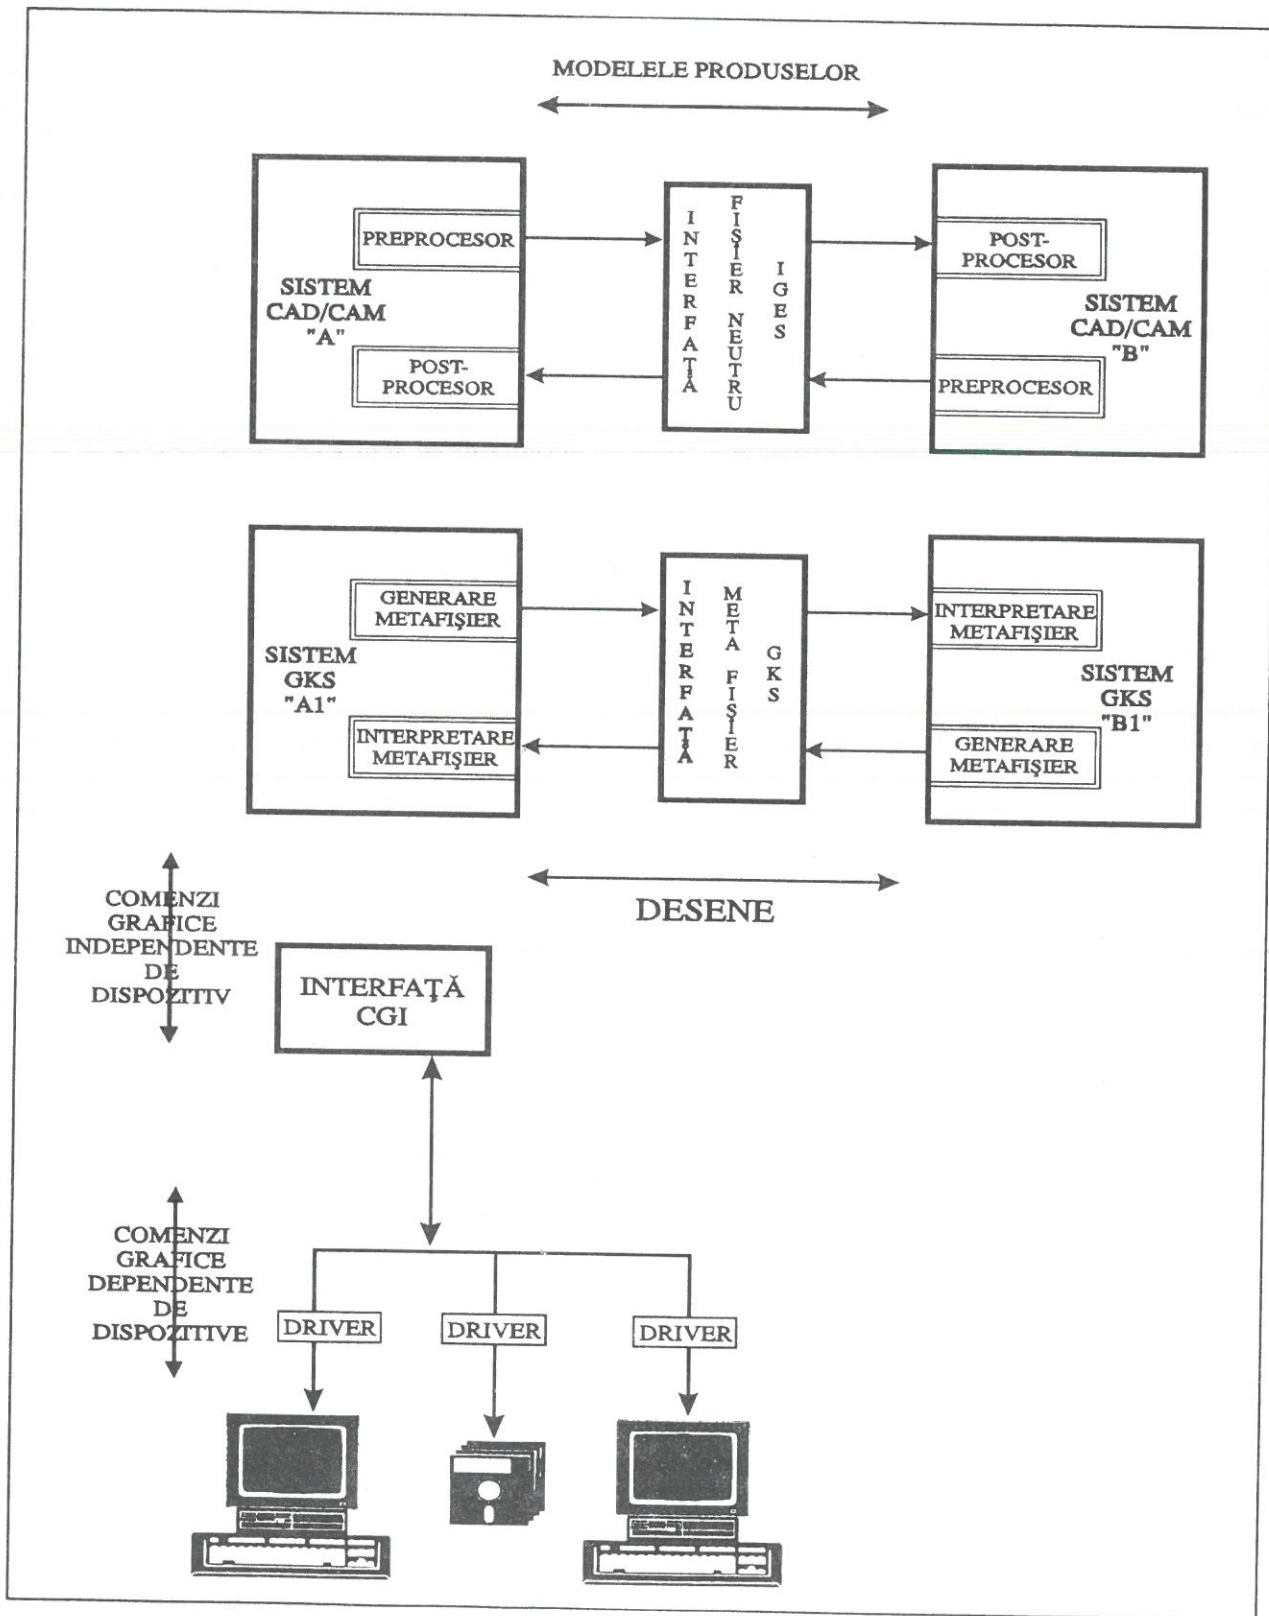 MODELELE PRODUSELOR
PREPROCESOR
SISTEM
CAD/CAM
"A"
POST-
PROCESOR
INTERFAȚĂ
FIȘIER NEUTRU
IGES
POST-
PROCESOR
SISTEM
CAD/CAM
"B"
PREPROCESOR
GENERARE
METAFIȘIER
SISTEM
GKS
"A1"
INTERPRETARE
METAFIȘIER
INTERFAȚĂ
META FIȘIER
GKS
INTERPRETARE
METAFIȘIER
SISTEM
GKS
"B1"
GENERARE
METAFIȘIER
DESENE
COMENZI
GRAFICE
INDEPENDENTE
DE
DISPOZITIV
INTERFAȚĂ
CGI
COMENZI
GRAFICE
DEPENDENTE
DE
DISPOZITIVE
DRIVER
DRIVER
DRIVER